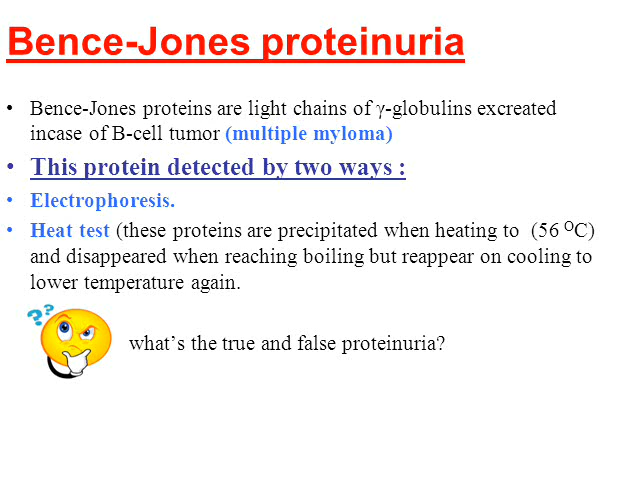 Bence-Jones proteinuria
• Bence-Jones proteins are light chains of γ-globulins excreated
incase of B-cell tumor (multiple myloma)
• This protein detected by two ways :
• Electrophoresis.
• Heat test (these proteins are precipitated when heating to (56 ᴼC)
and disappeared when reaching boiling but reappear on cooling to
lower temperature again.
???
what's the true and false proteinuria?